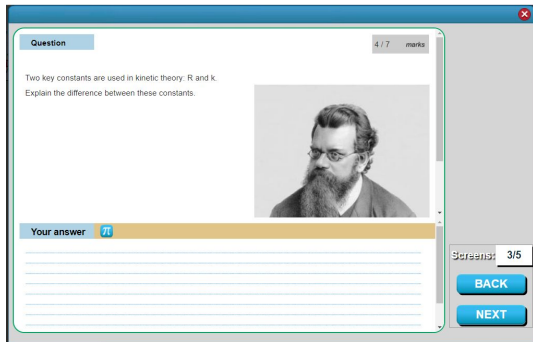 Question
4 / 7 marks
Two key constants are used in kinetic theory: R and k.
Explain the difference between these constants.
Your answer π
Screens: 3/5
BACK
NEXT